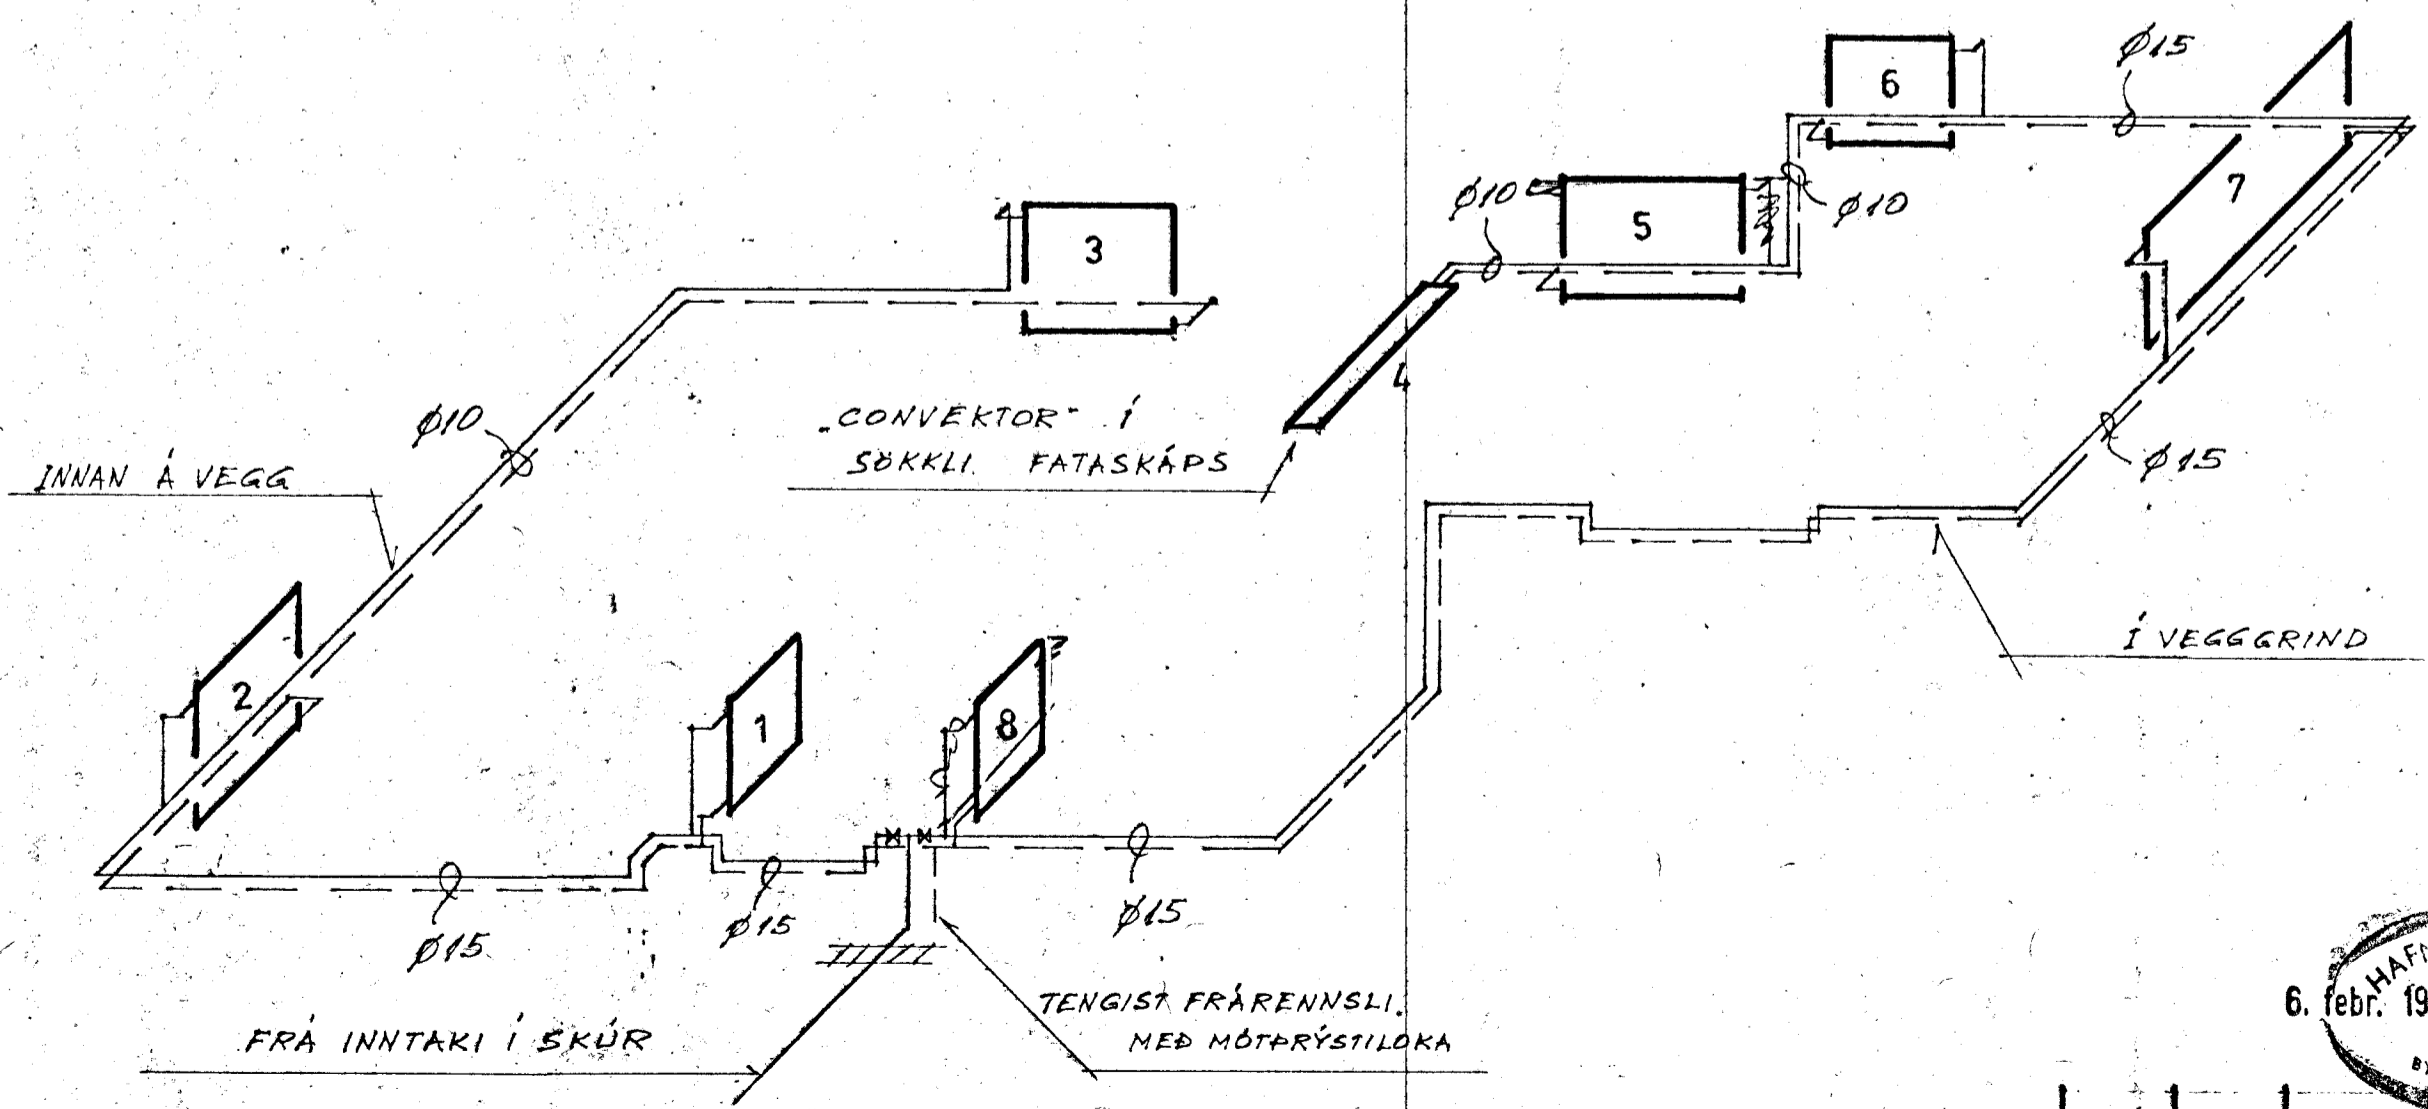 6
ø15
7
ø10
5
ø10
3
4
„CONVEKTOR" Í
SÖKKLI FATASKÁPS
ø10
INNAN Á VEGG
ø15
Í VEGGGRIND
2
1
8
ø15
ø15
ø15
TENGIST FRÁRENNSLI.
MEÐ MÓTÞRÝSTILOKA
FRÁ INNTAKI Í SKÚR
6. febr. 19